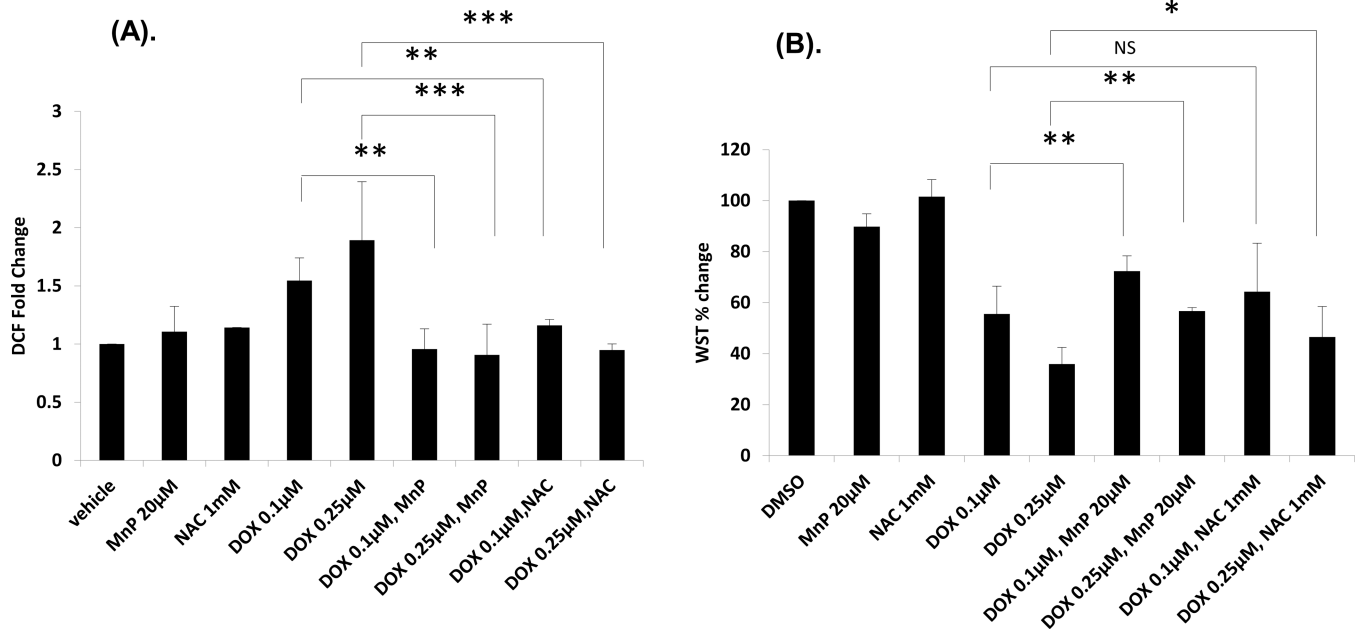 (A).
***
**
***
**
DCF Fold Change
3
2.5
2
1.5
1
0.5
0
vehicle
MnP 20µM
NAC 1mM
DOX 0.1µM
DOX 0.25µM
DOX 0.1µM, MnP
DOX 0.25µM, MnP
DOX 0.1µM,NAC
DOX 0.25µM,NAC
(B).
*
NS
**
**
WST % change
120
100
80
60
40
20
0
DMSO
MnP 20µM
NAC 1mM
DOX 0.1µM
DOX 0.25µM
DOX 0.1µM, MnP 20µM
DOX 0.25µM, MnP 20µM
DOX 0.1µM, NAC 1mM
DOX 0.25µM, NAC 1mM